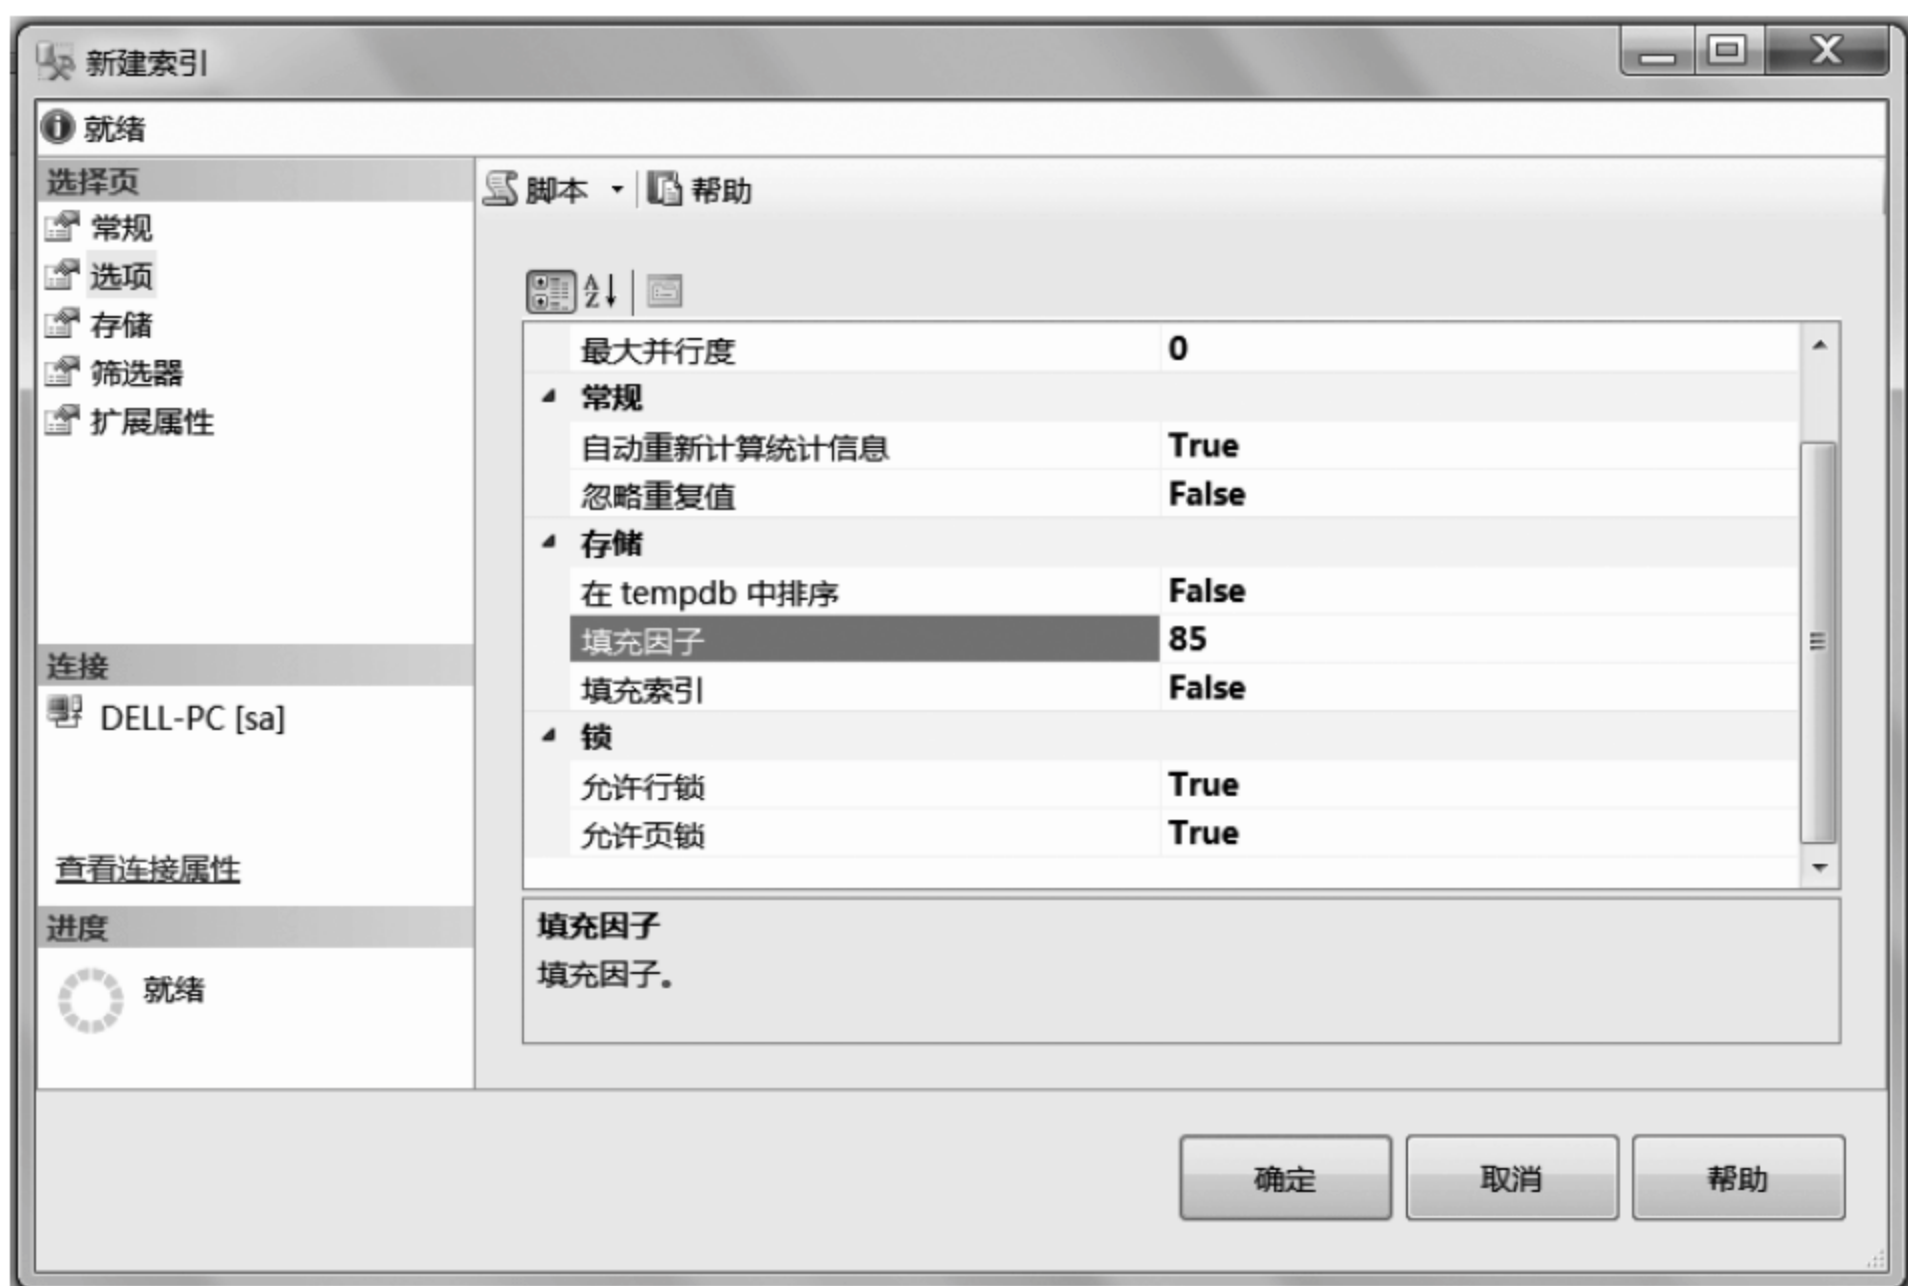 新建索引
就绪
选择页
常规
选项
存储
筛选器
扩展属性
连接
DELL-PC [sa]
查看连接属性
进度
就绪
脚本 帮助
最大并行度 0
常规
自动重新计算统计信息 True
忽略重复值 False
存储
在 tempdb 中排序 False
填充因子 85
填充索引 False
锁
允许行锁 True
允许页锁 True
填充因子
填充因子。
确定 取消 帮助